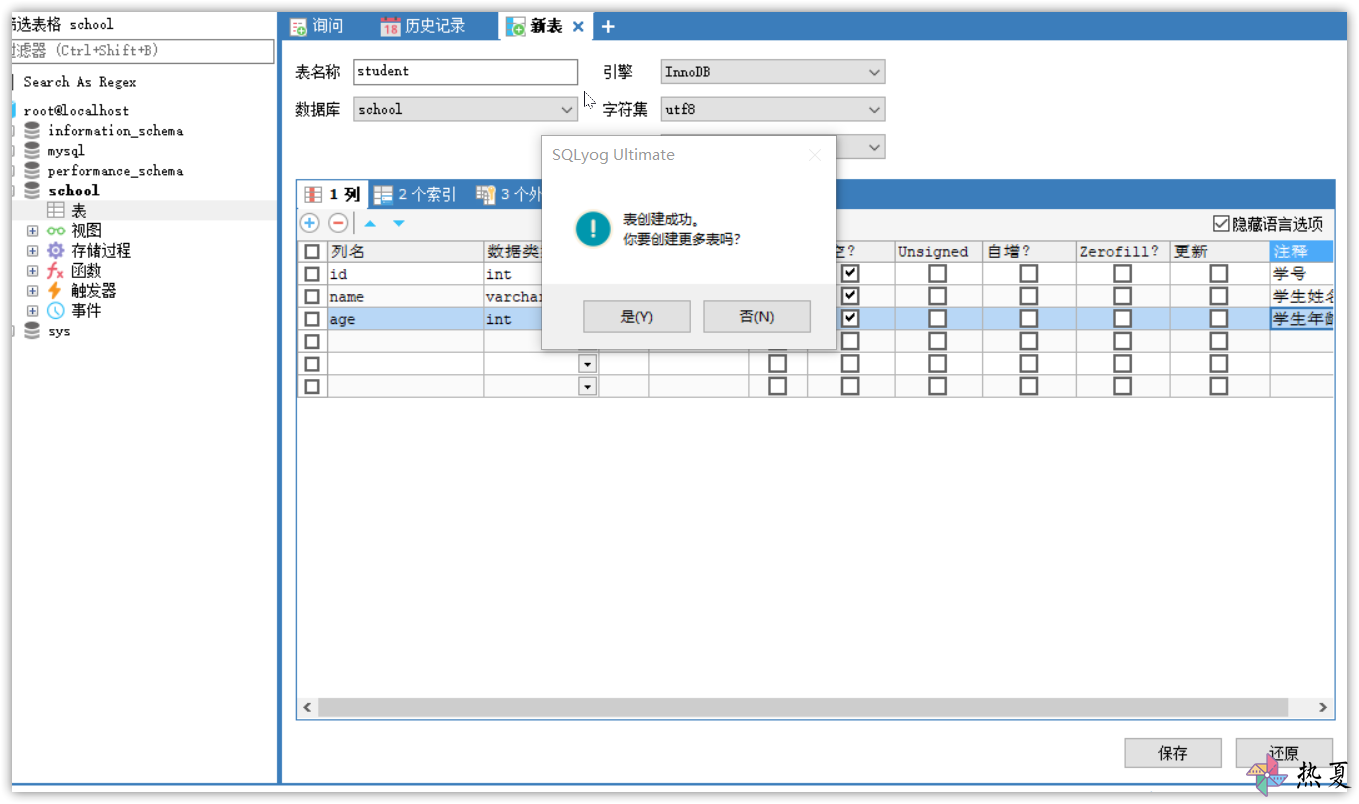 筛选表格 school
过滤器 (Ctrl+Shift+B)
Search As Regex
root@localhost
information_schema
mysql
performance_schema
school
表
视图
存储过程
函数
触发器
事件
sys
询问
18 历史记录
新表
表名称 student
引擎 InnoDB
数据库 school
字符集 utf8
1 列
2 个索引
3 个外
隐藏语言选项
列名 数据类 空? Unsigned 自增? Zerofill? 更新 注释
id int 学号
name varchar 学生姓名
age int 学生年龄
SQLyog Ultimate
表创建成功。
你要创建更多表吗?
是(Y) 否(N)
保存 还原
热夏